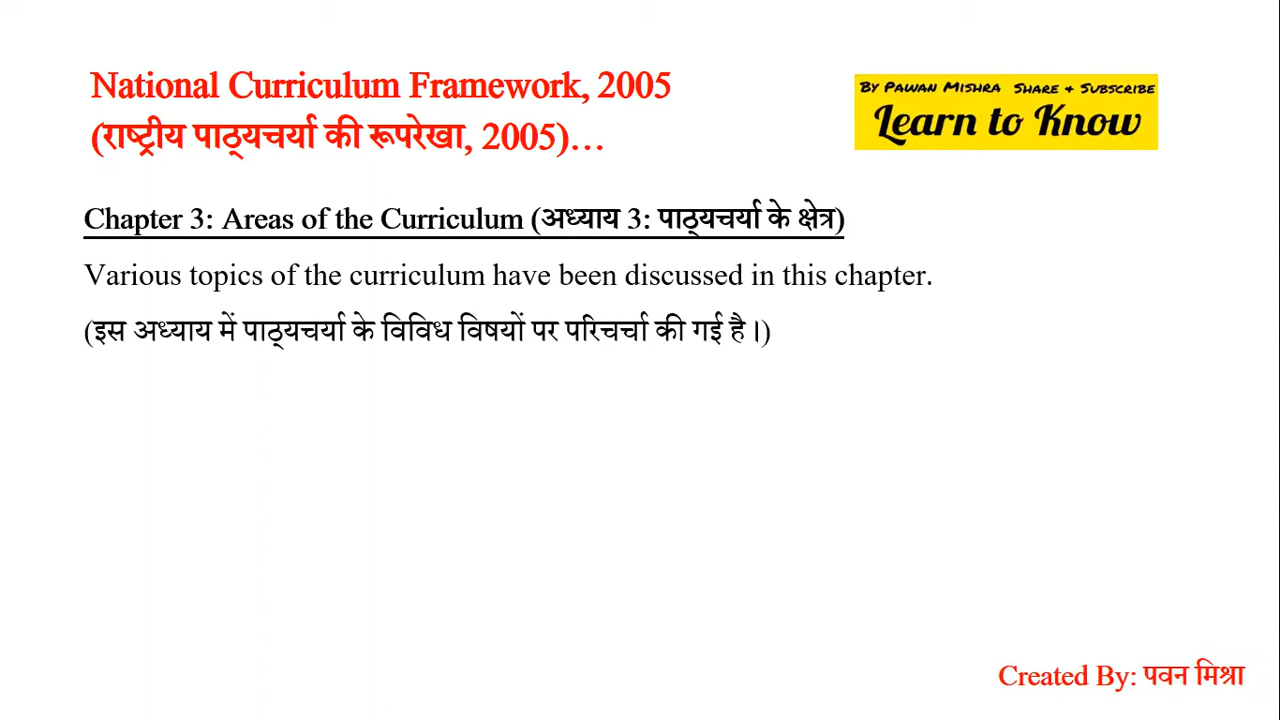 National Curriculum Framework, 2005
(राष्ट्रीय पाठ्यचर्या की रूपरेखा, 2005)…
By Pawan Mishra Share + Subscribe
Learn to Know
Chapter 3: Areas of the Curriculum (अध्याय 3: पाठ्यचर्या के क्षेत्र)
Various topics of the curriculum have been discussed in this chapter.
(इस अध्याय में पाठ्यचर्या के विविध विषयों पर परिचर्चा की गई है।)
Created By: पवन मिश्रा